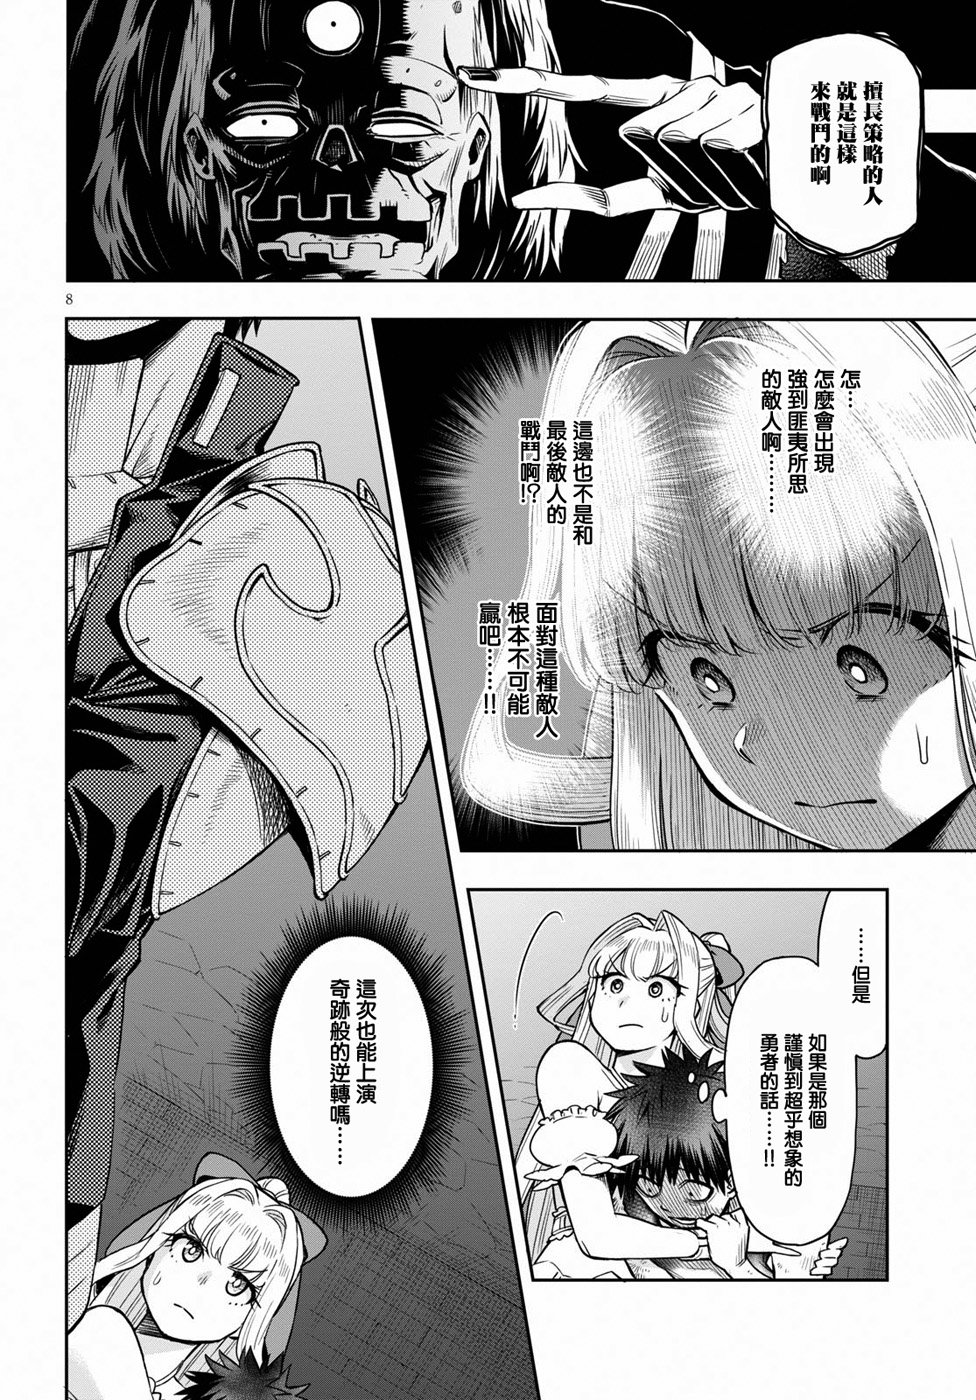 擅長策略的人
就是這樣
來戰鬥的啊
8
怎…
怎麼會出現
強到匪夷所思
的敵人啊………
這邊也不是和
最後敵人的
戰鬥啊!?
面對這種敵人
根本不可能
贏吧……!!
……但是
如果是那個
謹慎到超乎想象的
勇者的話……!!
這次也能上演
奇跡般的逆轉嗎……